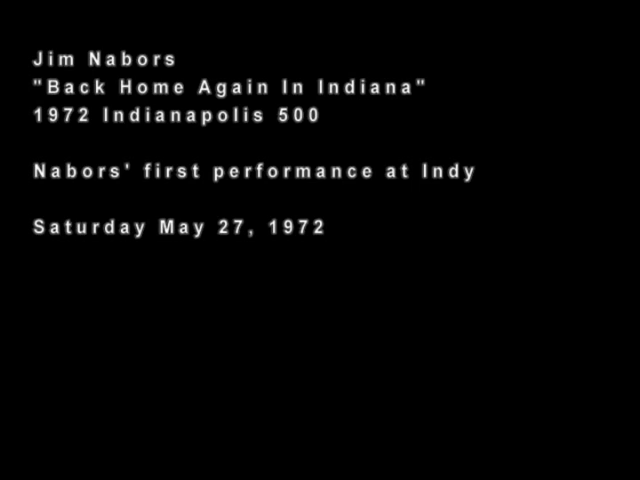 Jim Nabors
"Back Home Again In Indiana"
1972 Indianapolis 500
Nabors' first performance at Indy
Saturday May 27, 1972